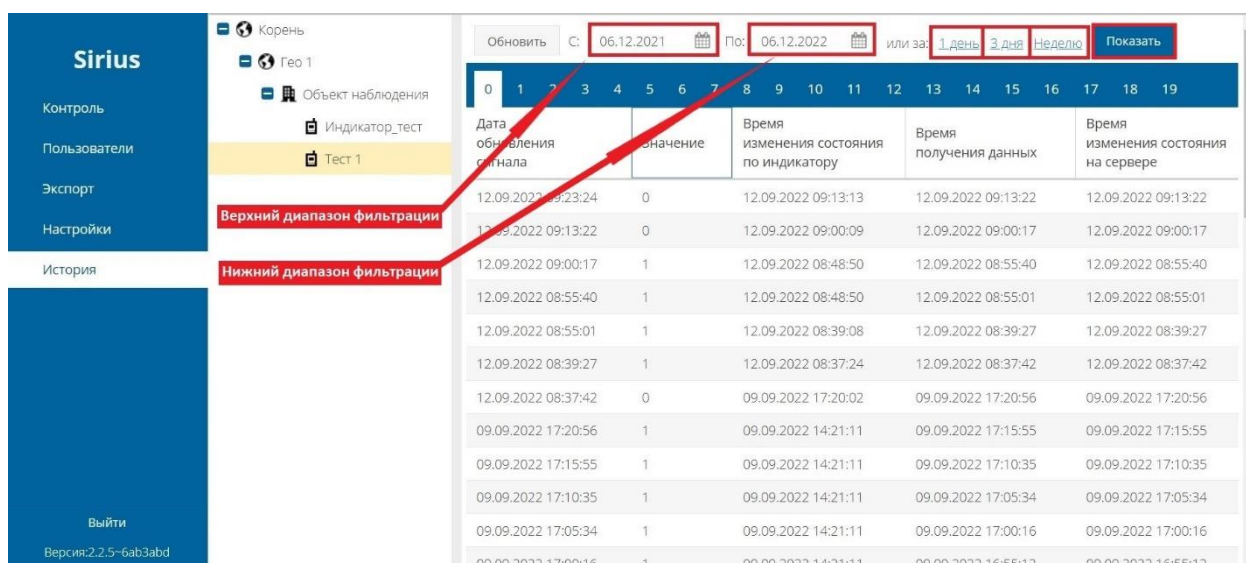 Sirius
Контроль
Пользователи
Экспорт
Настройки
История
Выйти
Версия:2.2.5~6ab3abd
Корень
Гео 1
Объект наблюдения
Индикатор_тест
Тест 1
Верхний диапазон фильтрации
Нижний диапазон фильтрации
Обновить С: 06.12.2021 По: 06.12.2022 или за: 1 день 3 дня Неделю Показать
0 1 2 3 4 5 6 7 8 9 10 11 12 13 14 15 16 17 18 19
Дата обновления сигнала Значение Время изменения состояния по индикатору Время получения данных Время изменения состояния на сервере
12.09.2022 09:23:24 0 12.09.2022 09:13:13 12.09.2022 09:13:22 12.09.2022 09:13:22
12.09.2022 09:13:22 0 12.09.2022 09:00:09 12.09.2022 09:00:17 12.09.2022 09:00:17
12.09.2022 09:00:17 1 12.09.2022 08:48:50 12.09.2022 08:55:40 12.09.2022 08:55:40
12.09.2022 08:55:40 1 12.09.2022 08:48:50 12.09.2022 08:55:01 12.09.2022 08:55:01
12.09.2022 08:55:01 1 12.09.2022 08:39:08 12.09.2022 08:39:27 12.09.2022 08:39:27
12.09.2022 08:39:27 1 12.09.2022 08:37:24 12.09.2022 08:37:42 12.09.2022 08:37:42
12.09.2022 08:37:42 0 09.09.2022 17:20:02 09.09.2022 17:20:56 09.09.2022 17:20:56
09.09.2022 17:20:56 1 09.09.2022 14:21:11 09.09.2022 17:15:55 09.09.2022 17:15:55
09.09.2022 17:15:55 1 09.09.2022 14:21:11 09.09.2022 17:10:35 09.09.2022 17:10:35
09.09.2022 17:10:35 1 09.09.2022 14:21:11 09.09.2022 17:05:34 09.09.2022 17:05:34
09.09.2022 17:05:34 1 09.09.2022 14:21:11 09.09.2022 17:00:16 09.09.2022 17:00:16